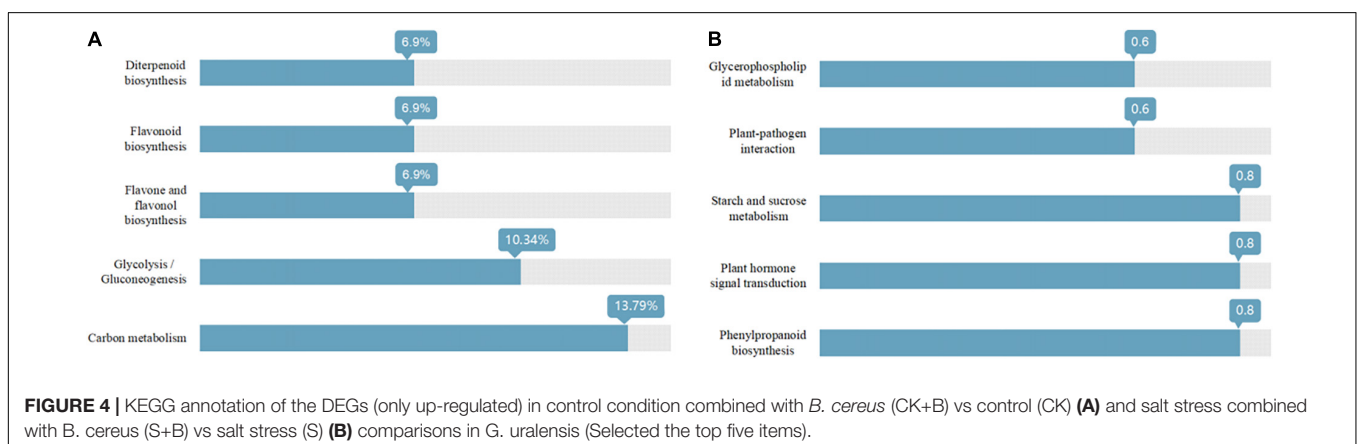 A
6.9%
Diterpenoid
biosynthesis
6.9%
Flavonoid
biosynthesis
6.9%
Flavone and
flavonol
biosynthesis
10.34%
Glycolysis /
Gluconeogenesis
13.79%
Carbon metabolism
B
0.6
Glycerophospholip
id metabolism
0.6
Plant-pathogen
interaction
0.8
Starch and sucrose
metabolism
0.8
Plant hormone
signal transduction
0.8
Phenylpropanoid
biosynthesis
FIGURE 4 | KEGG annotation of the DEGs (only up-regulated) in control condition combined with B. cereus (CK+B) vs control (CK) (A) and salt stress combined
with B. cereus (S+B) vs salt stress (S) (B) comparisons in G. uralensis (Selected the top five items).